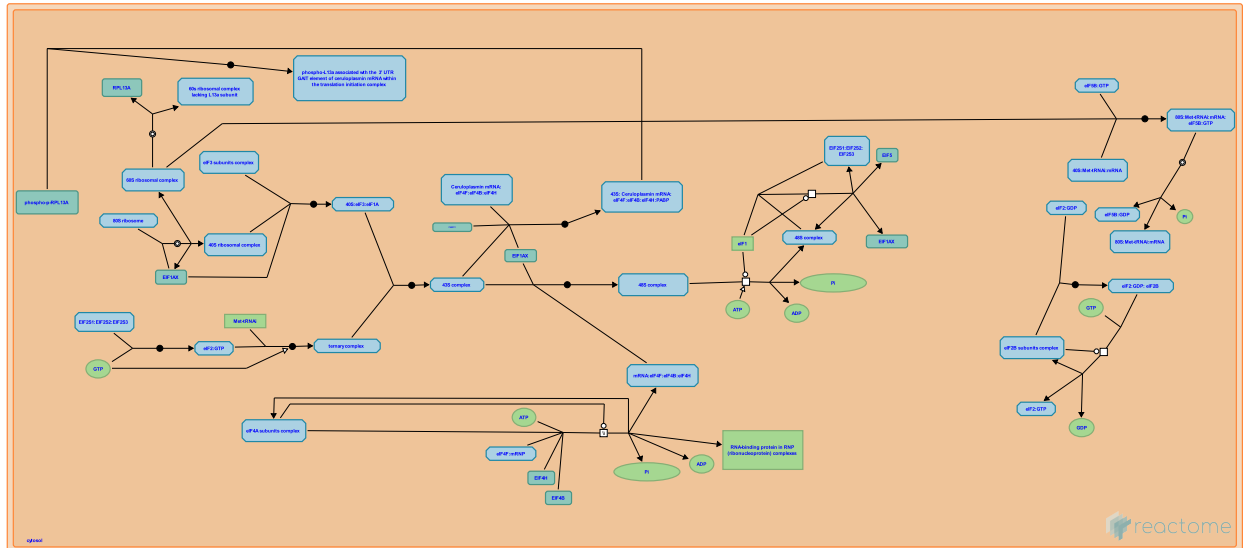 phospho-L13a associated wth the 3' UTR
GAIT element of ceruloplasmin mRNA within
the translation initiation complex
RPL13A
60s ribosomal complex
lacking L13a subunit
eIF5B:GTP
80S:Met-tRNAi:mRNA:
eIF5B:GTP
EIF2S1:EIF2S2:
EIF2S3
EIF5
eIF3 subunits complex
40S:Met-tRNAi:mRNA
60S ribosomal complex
Ceruloplasmin mRNA:
eIF4F:eIF4B:eIF4H
43S: Ceruloplasmin mRNA:
eIF4F:eIF4B:eIF4H:PABP
phospho-p-RPL13A
40S:eIF3:eIF1A
eIF2:GDP
eIF5B:GDP
Pi
80S ribosome
40S ribosomal complex
EIF1AX
eIF1
48S complex
EIF1AX
80S:Met-tRNAi:mRNA
EIF1AX
43S complex
48S complex
Pi
eIF2:GDP: eIF2B
ATP
ADP
GTP
EIF2S1:EIF2S2:EIF2S3
Met-tRNAi
eIF2:GTP
ternary complex
eIF2B subunits complex
GTP
mRNA:eIF4F:eIF4B:eIF4H
eIF2:GTP
GDP
ATP
eIF4A subunits complex
eIF4F:mRNP
RNA-binding protein in RNP
(ribonucleoprotein) complexes
Pi
ADP
EIF4H
EIF4B
reactome
cytosol